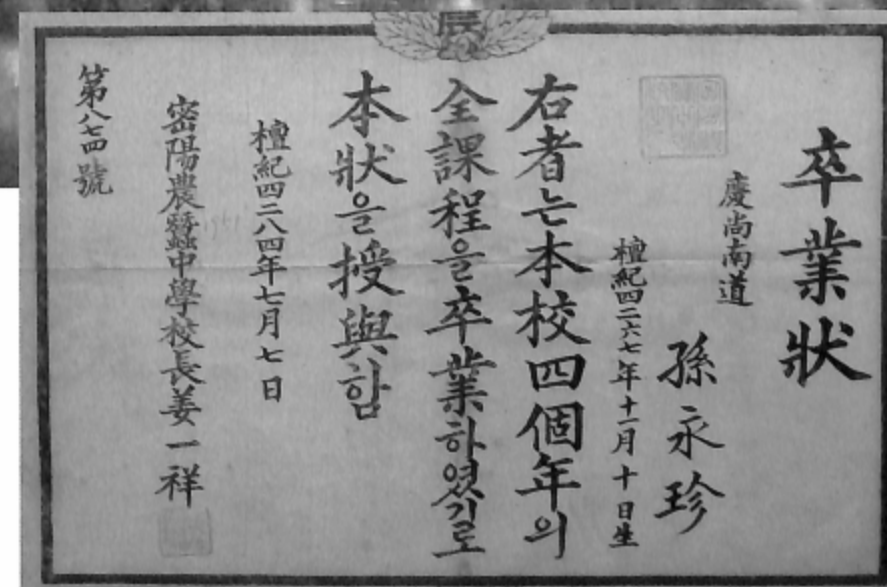 農
卒業狀
慶尚南道
孫永珍
檀紀四二六七年十一月十日生
右者는本校四個年의
全課程을卒業하였기로
本狀을授與함
檀紀四二八四年七月七日
密陽農蠶中學校長姜一祥
第八七四號